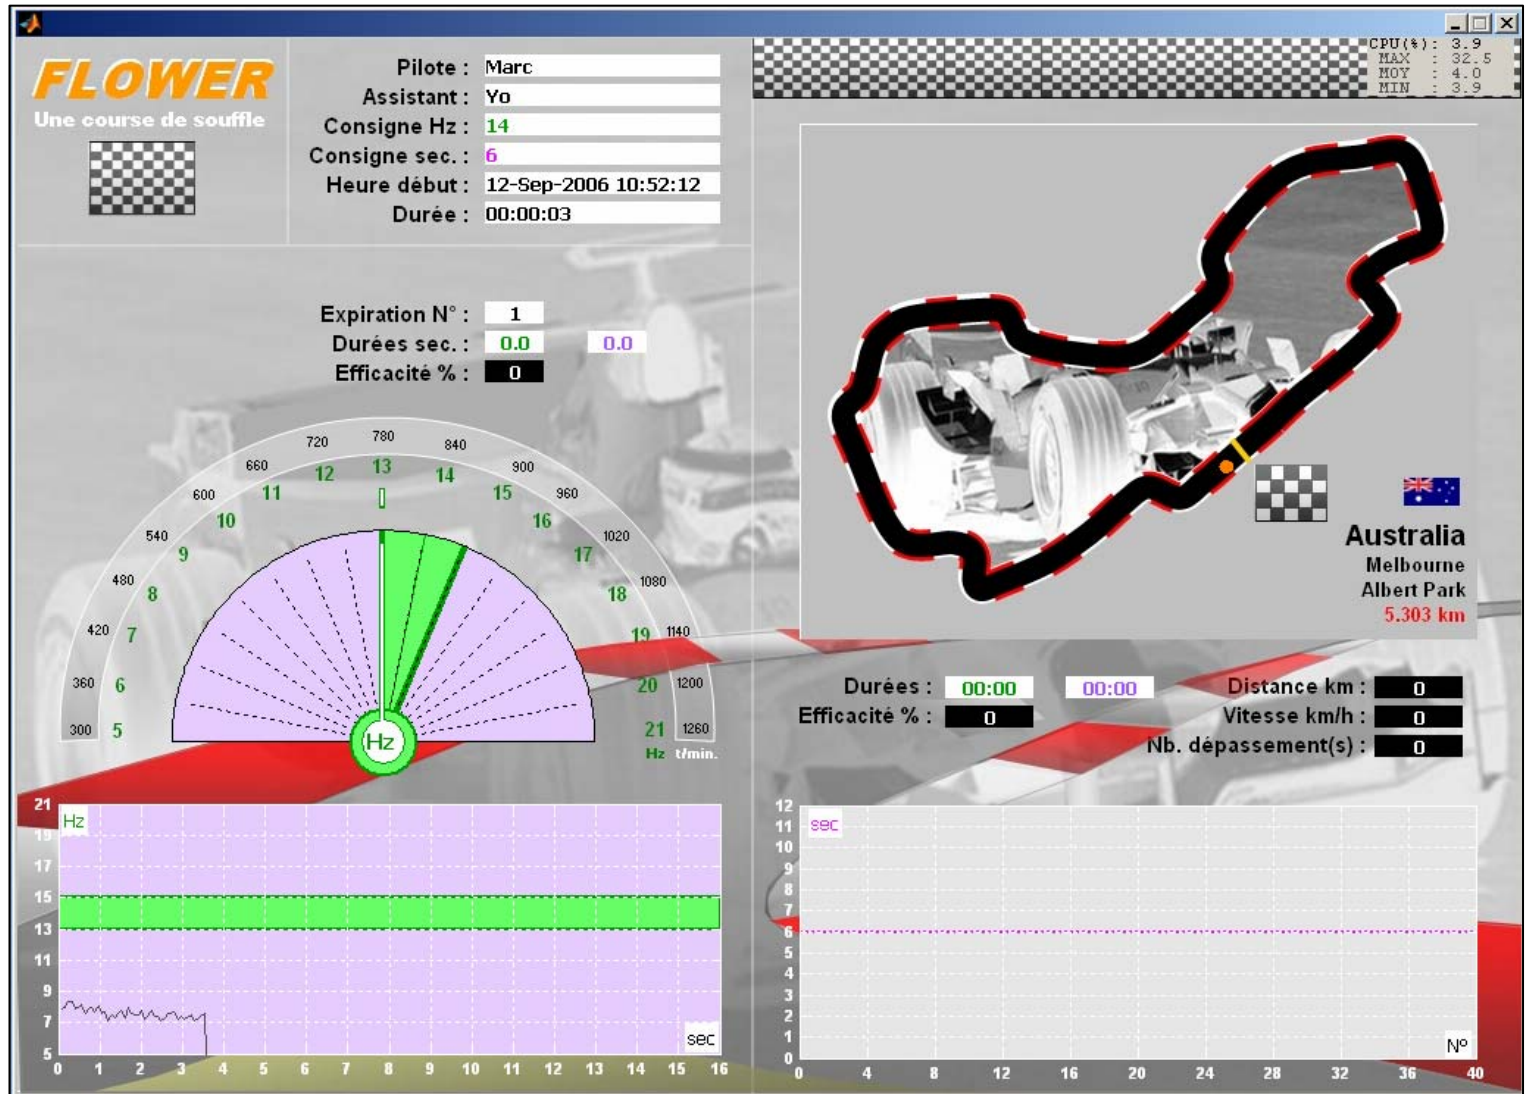 FLOWER
Une course de souffle
Pilote : Marc
Assistant : Yo
Consigne Hz : 14
Consigne sec. : 6
Heure début : 12-Sep-2006 10:52:12
Durée : 00:00:03
CPU(%): 3.9
MAX : 32.5
MOY : 4.0
MIN : 3.9
Expiration N° : 1
Durées sec. : 0.0 0.0
Efficacité % : 0
300 360 420 480 540 600 660 720 780 840 900 960 1020 1080 1140 1200 1260
5 6 7 8 9 10 11 12 13 14 15 16 17 18 19 20 21
Hz t/min.
Hz
Australia
Melbourne
Albert Park
5.303 km
Durées : 00:00 00:00
Efficacité % : 0
Distance km : 0
Vitesse km/h : 0
Nb. dépassement(s) : 0
Hz
21
19
17
15
13
11
9
7
5
0 1 2 3 4 5 6 7 8 9 10 11 12 13 14 15 16
sec
sec
12
11
10
9
8
7
6
5
4
3
2
1
0
0 4 8 12 16 20 24 28 32 36 40
Nº